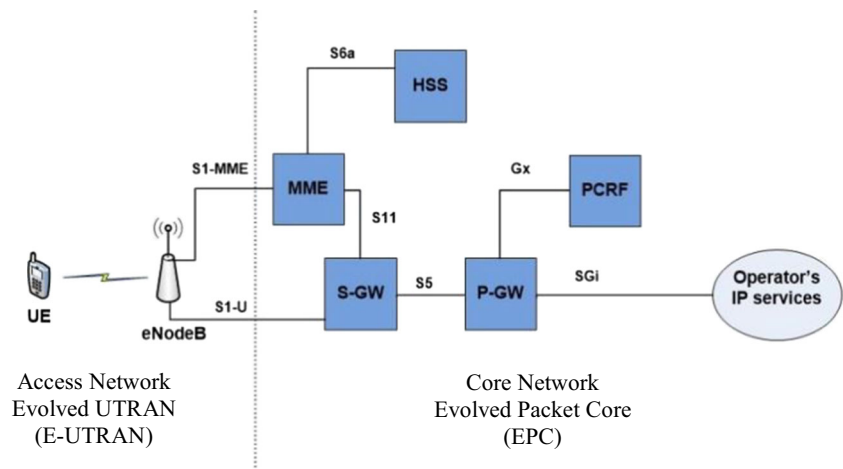 S6a
HSS
S1-MME
MME
Gx
PCRF
S11
UE
eNodeB
S1-U
S-GW
S5
P-GW
SGi
Operator's
IP services
Access Network
Evolved UTRAN
(E-UTRAN)
Core Network
Evolved Packet Core
(EPC)